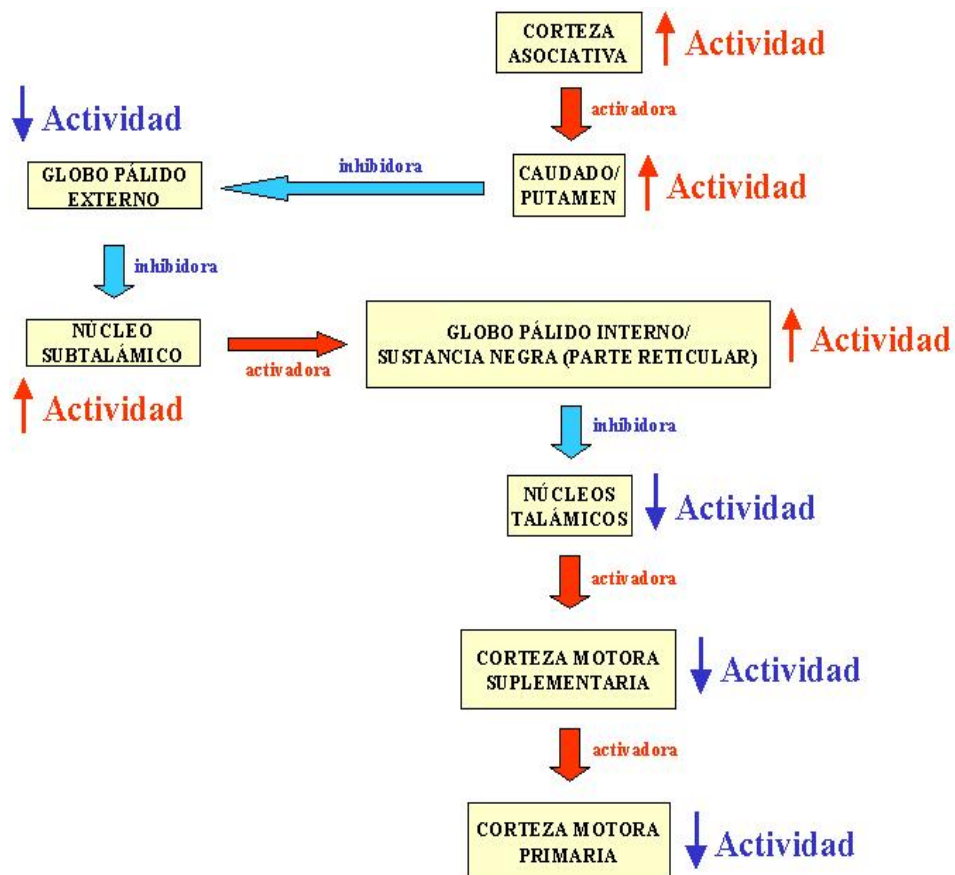 CORTEZA
ASOCIATIVA
Actividad
activadora
Actividad
inhibidora
GLOBO PÁLIDO
EXTERNO
CAUDADO/
PUTAMEN
Actividad
inhibidora
NÚCLEO
SUBTALÁMICO
activadora
GLOBO PÁLIDO INTERNO/
SUSTANCIA NEGRA (PARTE RETICULAR)
Actividad
Actividad
inhibidora
NÚCLEOS
TALÁMICOS
Actividad
activadora
CORTEZA MOTORA
SUPLEMENTARIA
Actividad
activadora
CORTEZA MOTORA
PRIMARIA
Actividad